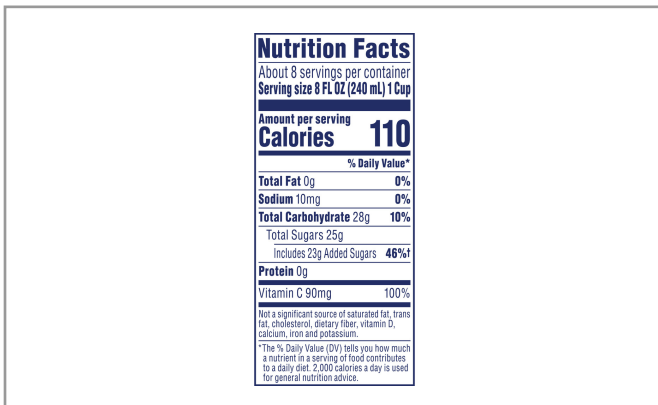 Nutrition Facts
About 8 servings per container
Serving size 8 FL OZ (240 mL) 1 Cup
Amount per serving
Calories 110
% Daily Value*
Total Fat 0g 0%
Sodium 10mg 0%
Total Carbohydrate 28g 10%
Total Sugars 25g
Includes 23g Added Sugars 46%†
Protein 0g
Vitamin C 90mg 100%
Not a significant source of saturated fat, trans
fat, cholesterol, dietary fiber, vitamin D,
calcium, iron and potassium.
*The % Daily Value (DV) tells you how much
a nutrient in a serving of food contributes
to a daily diet. 2,000 calories a day is used
for general nutrition advice.